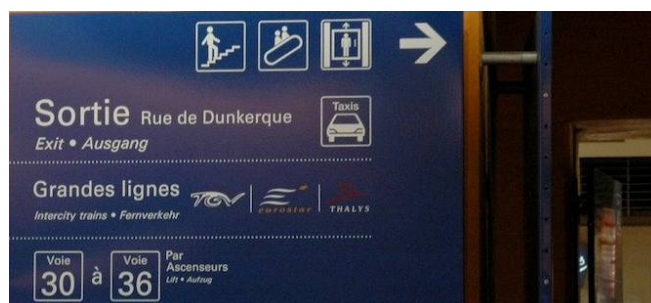 Sortie Rue de Dunkerque
Taxis
Exit • Ausgang
Grandes lignes TGV eurostar THALYS
Intercity trains • Fernverkehr
Voie 30 à Voie 36 Par Ascenseurs
Lift • Aufzug